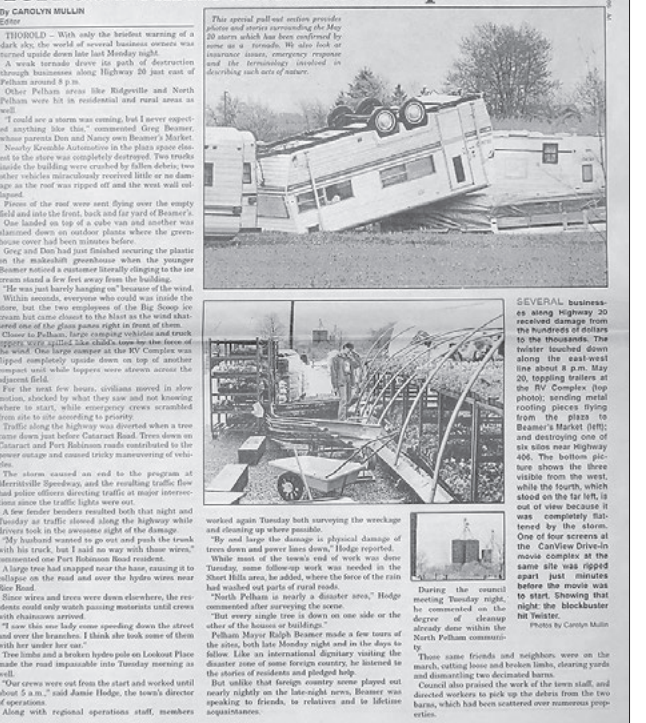 By CAROLYN MULLIN
Editor
THOROLD – With only the briefest warning of a
dark sky, the world of several business owners was
turned upside down late last Monday night.
A weak tornado drove its path of destruction
through businesses along Highway 20 just east of
Pelham around 8 p.m.
Other Pelham areas like Ridgeville and North
Pelham were hit in residential and rural areas as
well.
"I could see a storm was coming, but I never expect-
ed anything like this," commented Greg Beamer,
whose parents Don and Nancy own Beamer's Market.
Nearby Kramble Automotive in the plaza space clos-
est to the store was completely destroyed. Two trucks
inside the building were crushed by fallen debris; two
other vehicles miraculously received little or no dam-
age as the roof was ripped off and the west wall col-
lapsed.
Pieces of the roof were sent flying over the empty
field and into the front, back and far yard of Beamer's.
One landed on top of a cube van and another was
slammed down on outdoor plants where the green-
house cover had been minutes before.
Greg and Don had just finished securing the plastic
on the makeshift greenhouse when the younger
Beamer noticed a customer literally clinging to the ice
cream stand a few feet away from the building.
"He was just barely hanging on" because of the wind.
Within seconds, everyone who could was inside the
store, but the two employees of the Big Scoop ice
cream hut came closest to the blast as the wind shat-
tered one of the glass panes right in front of them.
Closer to Pelham, large camping vehicles and truck
toppers were spilled like child's toys by the force of
the wind. One large camper at the RV Complex was
flipped completely upside down on top of another
compact unit while toppers were strewn across the
adjacent field.
For the next few hours, civilians moved in slow
motion, shocked by what they saw and not knowing
where to start, while emergency crews scrambled
from site to site according to priority.
Traffic along the highway was diverted when a tree
came down just before Cataract Road. Trees down on
Cataract and Port Robinson roads contributed to the
power outage and caused tricky maneuvering of vehi-
cles.
The storm caused an end to the program at
Merrittville Speedway, and the resulting traffic flow
had police officers directing traffic at major intersec-
tions since the traffic lights were out.
A few fender benders resulted both that night and
Tuesday as traffic slowed along the highway while
drivers took in the awesome sight of the damage.
"My husband wanted to go out and push the trunk
with his truck, but I said no way with those wires,"
commented one Port Robinson Road resident.
A large tree had snapped near the base, causing it to
collapse on the road and over the hydro wires near
Rice Road.
Since wires and trees were down elsewhere, the res-
idents could only watch passing motorists until crews
with chainsaws arrived.
"I saw this one lady come speeding down the street
and over the branches. I think she took some of them
with her under her car."
Tree limbs and a broken hydro pole on Lookout Place
made the road impassable into Tuesday morning as
well.
"Our crews were out from the start and worked until
about 5 a.m.," said Jamie Hodge, the town's director
of operations.
Along with regional operations staff, members
This special pull-out section provides
photos and stories surrounding the May
20 storm which has been confirmed by
some as a tornado. We also look at
insurance issues, emergency response
and the terminology involved in
describing such acts of nature.
SEVERAL business-
es along Highway 20
received damage from
the hundreds of dollars
to the thousands. The
twister touched down
along the east-west
line about 8 p.m. May
20, toppling trailers at
the RV Complex (top
photo); sending metal
roofing pieces flying
from the plaza to
Beamer's Market (left);
and destroying one of
six silos near Highway
406. The bottom pic-
ture shows the three
visible from the west,
while the fourth, which
stood on the far left, is
out of view because it
was completely flat-
tened by the storm.
One of four screens at
the CanView Drive-in
movie complex at the
same site was ripped
apart just minutes
before the movie was
to start. Showing that
night: the blockbuster
hit Twister.
Photos by Carolyn Mullin
worked again Tuesday both surveying the wreckage
and cleaning up where possible.
"By and large the damage is physical damage of
trees down and power lines down," Hodge reported.
While most of the town's end of work was done
Tuesday, some follow-up work was needed in the
Short Hills area, he added, where the force of the rain
had washed out parts of rural roads.
"North Pelham is nearly a disaster area," Hodge
commented after surveying the scene.
"But every single tree is down on one side or the
other of the houses or buildings."
Pelham Mayor Ralph Beamer made a few tours of
the sites, both late Monday night and in the days to
follow. Like an international dignitary visiting the
disaster zone of some foreign country, he listened to
the stories of residents and pledged help.
But unlike that foreign country scene played out
nearly nightly on the late-night news, Beamer was
speaking to friends, to relatives and to lifetime
acquaintances.
During the council
meeting Tuesday night,
he commented on the
degree of cleanup
already done within the
North Pelham communi-
ty.
Those same friends and neighbors were on the
march, cutting loose and broken limbs, clearing yards
and dismantling two decimated barns.
Council also praised the work of the town staff, and
directed workers to pick up the debris from the two
barns, which had been scattered over numerous prop-
erties.